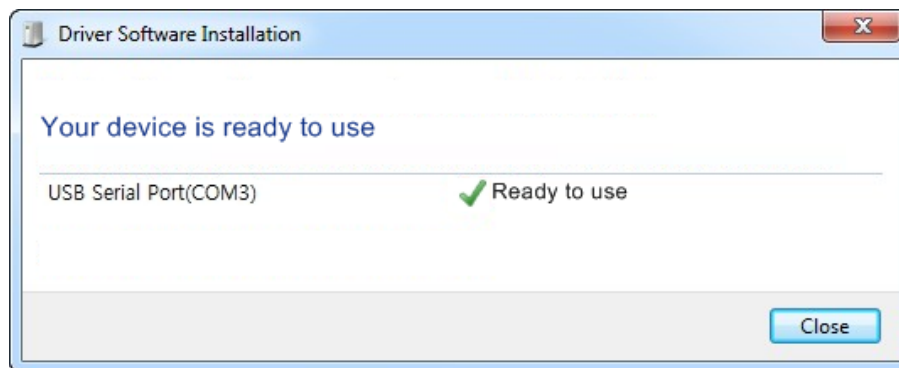 Driver Software Installation
Your device is ready to use
USB Serial Port(COM3) Ready to use
Close